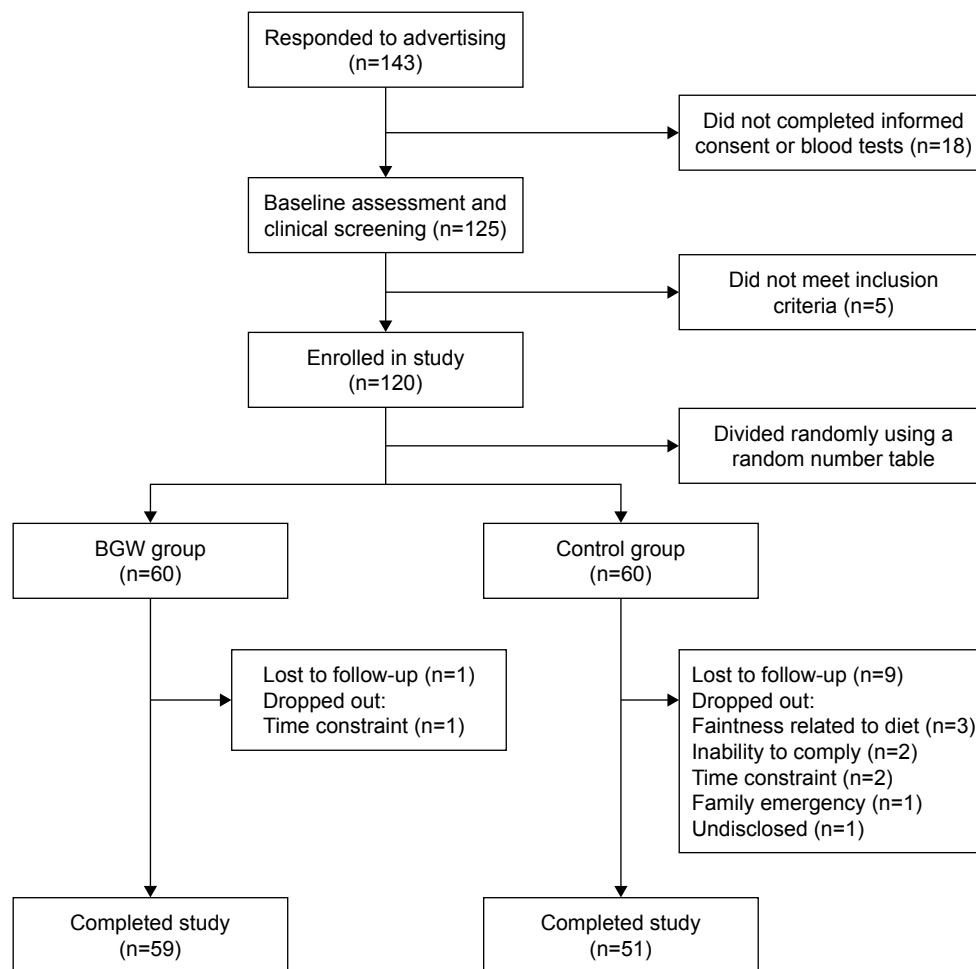 Responded to advertising
(n=143)
Did not completed informed
consent or blood tests (n=18)
Baseline assessment and
clinical screening (n=125)
Did not meet inclusion
criteria (n=5)
Enrolled in study
(n=120)
Divided randomly using a
random number table
BGW group
(n=60)
Control group
(n=60)
Lost to follow-up (n=1)
Dropped out:
Time constraint (n=1)
Lost to follow-up (n=9)
Dropped out:
Faintness related to diet (n=3)
Inability to comply (n=2)
Time constraint (n=2)
Family emergency (n=1)
Undisclosed (n=1)
Completed study
(n=59)
Completed study
(n=51)